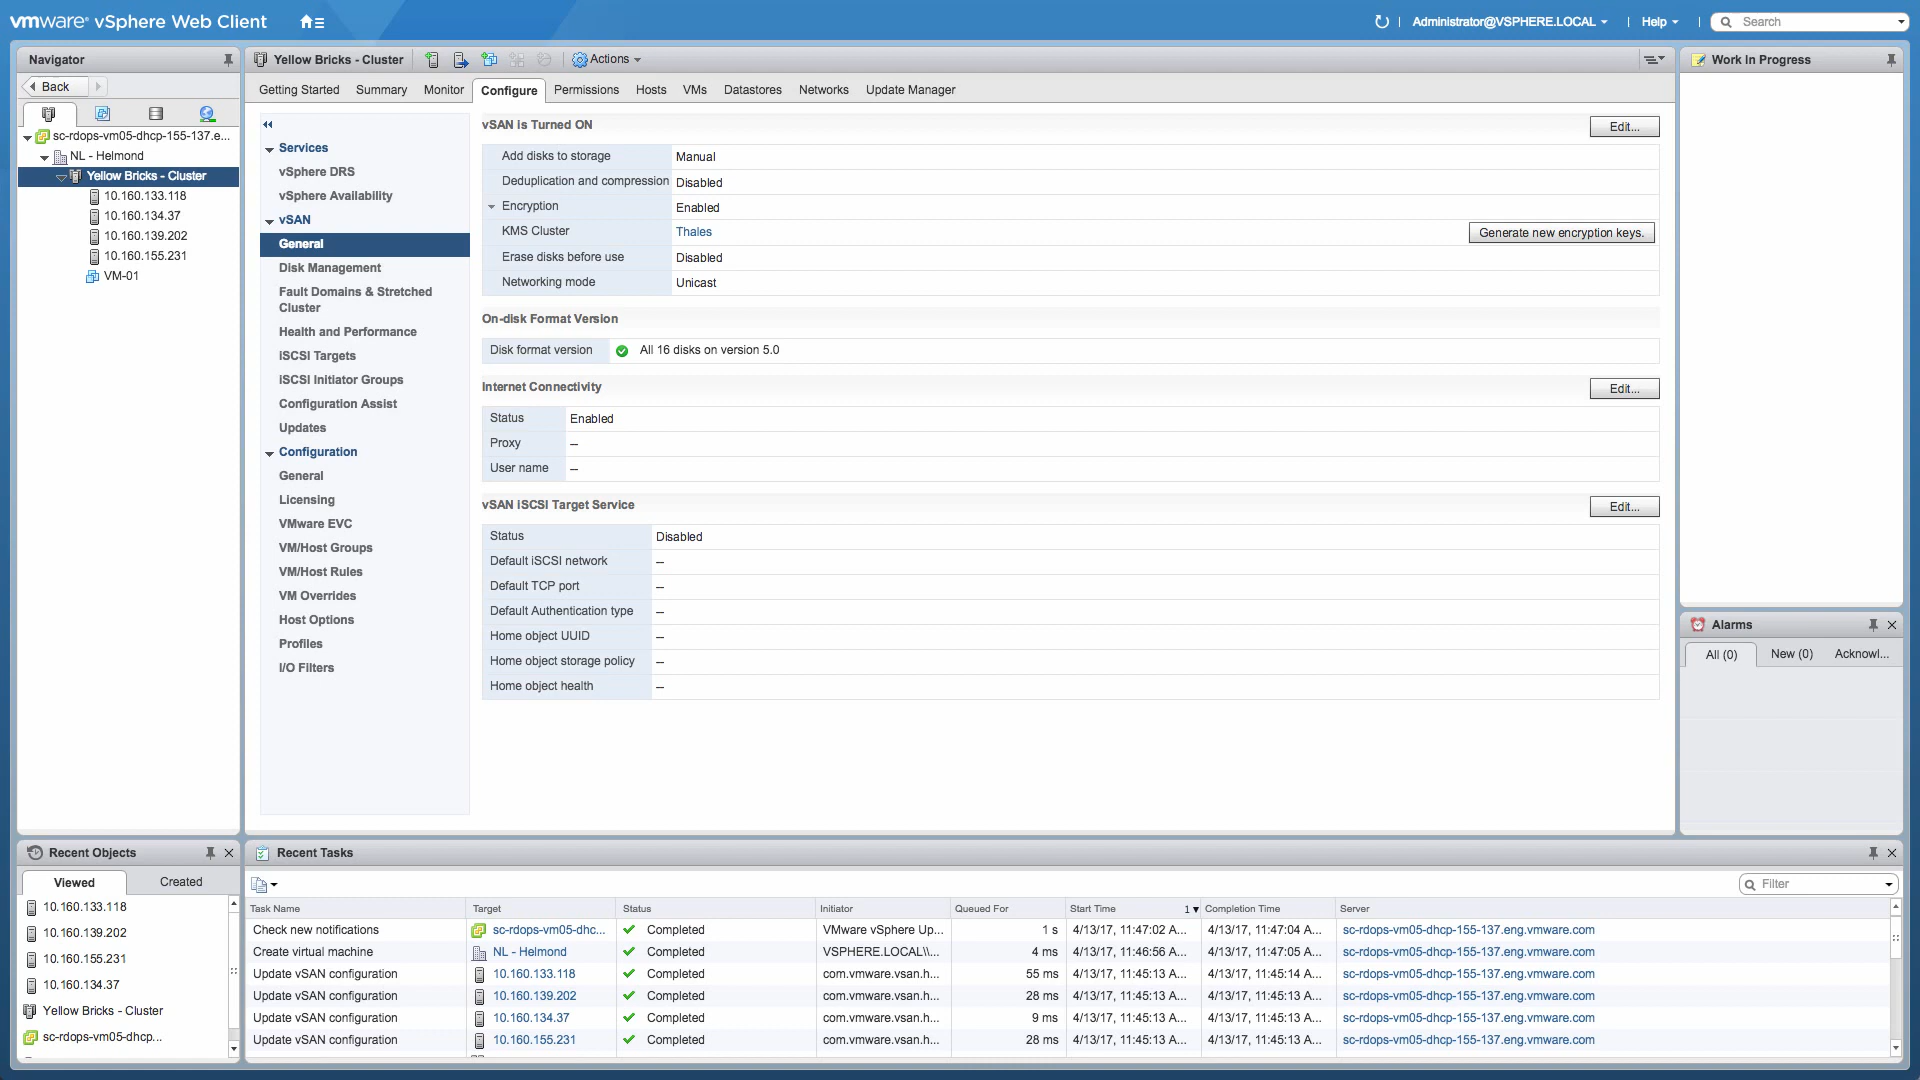 vmware® vSphere Web Client
Administrator@VSPHERE.LOCAL
Help
Search
Navigator
Back
sc-rdops-vm05-dhcp-155-137.e...
NL - Helmond
Yellow Bricks - Cluster
10.160.133.118
10.160.134.37
10.160.139.202
10.160.155.231
VM-01
Yellow Bricks - Cluster
Actions
Getting Started Summary Monitor Configure Permissions Hosts VMs Datastores Networks Update Manager
Services
vSphere DRS
vSphere Availability
vSAN
General
Disk Management
Fault Domains & Stretched
Cluster
Health and Performance
iSCSI Targets
iSCSI Initiator Groups
Configuration Assist
Updates
Configuration
General
Licensing
VMware EVC
VM/Host Groups
VM/Host Rules
VM Overrides
Host Options
Profiles
I/O Filters
vSAN is Turned ON
Edit...
Add disks to storage Manual
Deduplication and compression Disabled
Encryption Enabled
KMS Cluster Thales
Generate new encryption keys.
Erase disks before use Disabled
Networking mode Unicast
On-disk Format Version
Disk format version All 16 disks on version 5.0
Internet Connectivity
Edit...
Status Enabled
Proxy --
User name --
vSAN iSCSI Target Service
Edit...
Status Disabled
Default iSCSI network --
Default TCP port --
Default Authentication type --
Home object UUID --
Home object storage policy --
Home object health --
Work In Progress
Alarms
All (0) New (0) Acknowl...
Recent Objects
Viewed Created
10.160.133.118
10.160.139.202
10.160.155.231
10.160.134.37
Yellow Bricks - Cluster
sc-rdops-vm05-dhcp...
Recent Tasks
Filter
Task Name Target Status Initiator Queued For Start Time 1 Completion Time Server
Check new notifications sc-rdops-vm05-dhc... Completed VMware vSphere Up... 1 s 4/13/17, 11:47:02 A... 4/13/17, 11:47:04 A... sc-rdops-vm05-dhcp-155-137.eng.vmware.com
Create virtual machine NL - Helmond Completed VSPHERE.LOCAL\\... 4 ms 4/13/17, 11:46:56 A... 4/13/17, 11:47:05 A... sc-rdops-vm05-dhcp-155-137.eng.vmware.com
Update vSAN configuration 10.160.133.118 Completed com.vmware.vsan.h... 55 ms 4/13/17, 11:45:13 A... 4/13/17, 11:45:14 A... sc-rdops-vm05-dhcp-155-137.eng.vmware.com
Update vSAN configuration 10.160.139.202 Completed com.vmware.vsan.h... 28 ms 4/13/17, 11:45:13 A... 4/13/17, 11:45:13 A... sc-rdops-vm05-dhcp-155-137.eng.vmware.com
Update vSAN configuration 10.160.134.37 Completed com.vmware.vsan.h... 9 ms 4/13/17, 11:45:13 A... 4/13/17, 11:45:13 A... sc-rdops-vm05-dhcp-155-137.eng.vmware.com
Update vSAN configuration 10.160.155.231 Completed com.vmware.vsan.h... 28 ms 4/13/17, 11:45:13 A... 4/13/17, 11:45:13 A... sc-rdops-vm05-dhcp-155-137.eng.vmware.com